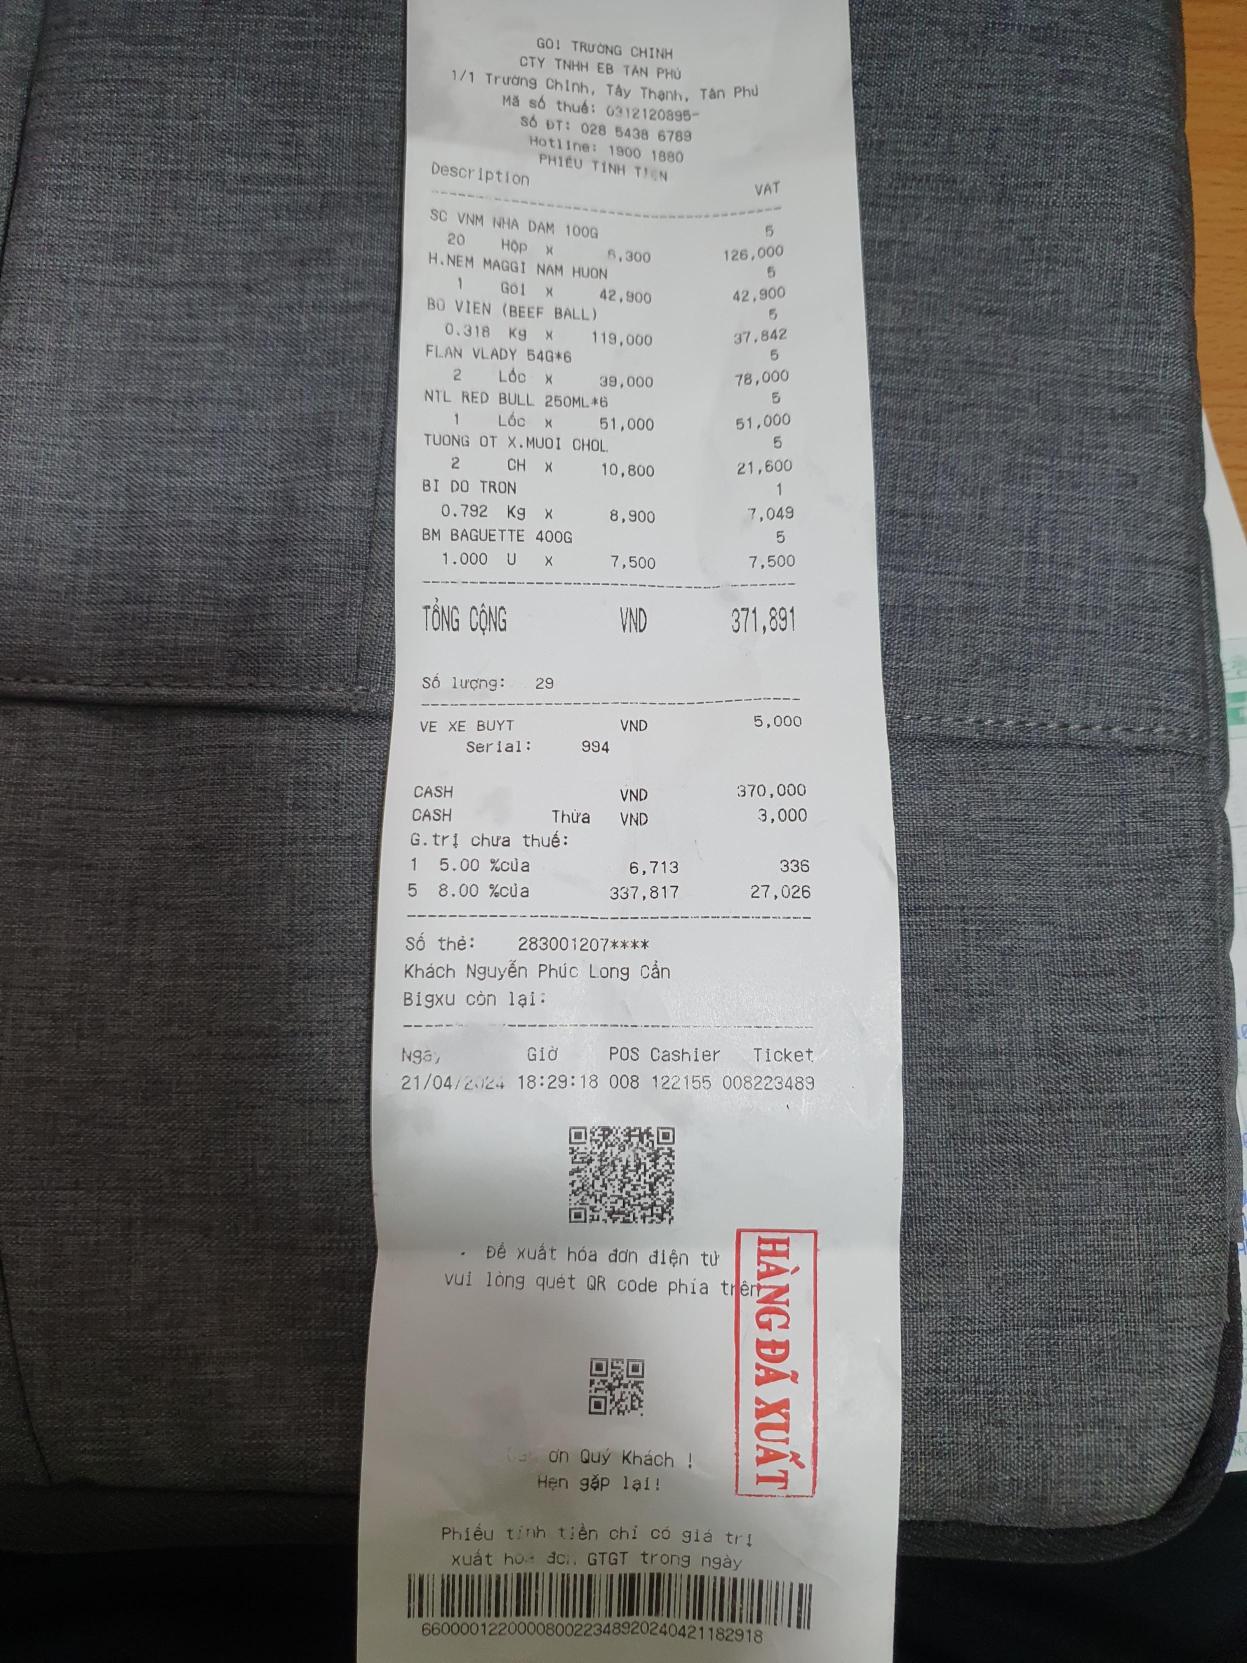 GO! TRƯỜNG CHINH
CTY TNHH EB TÂN PHÚ
1/1 Trường Chinh, Tây Thạnh, Tân Phú
Mã số thuế: 0312120895-
Số ĐT: 028 5438 6789
Hotline: 1900 1880
PHIẾU TÍNH TIỀN
Description VAT
SC VNM NHA DAM 100G 5
20 Hộp x 6,300 126,000
H.NEM MAGGI NAM HUON 5
1 Gói x 42,900 42,900
BO VIEN (BEEF BALL) 5
0.318 Kg x 119,000 37,842
FLAN VLADY 54G*6 5
2 Lốc x 39,000 78,000
NTL RED BULL 250ML*6 5
1 Lốc x 51,000 51,000
TUONG OT X.MUOI CHOL 5
2 CH x 10,800 21,600
BI DO TRON 1
0.792 Kg x 8,900 7,049
BM BAGUETTE 400G 5
1.000 U x 7,500 7,500
TỔNG CỘNG VND 371,891
Số lượng: 29
VE XE BUYT VND 5,000
Serial: 994
CASH VND 370,000
CASH Thừa VND 3,000
G.trị chưa thuế:
1 5.00 %của 6,713 336
5 8.00 %của 337,817 27,026
Số thẻ: 283001207****
Khách Nguyễn Phúc Long Cẩn
Bigxu còn lại:
Ngày Giờ POS Cashier Ticket
21/04/2024 18:29:18 008 122155 008223489
Để xuất hóa đơn điện tử
vui lòng quét QR code phía trên
HÀNG ĐÃ XUẤT
ơn Quý Khách !
Hẹn gặp lại!
Phiếu tính tiền chỉ có giá trị
xuất hóa đơn GTGT trong ngày
660000122000080022348920240421182918